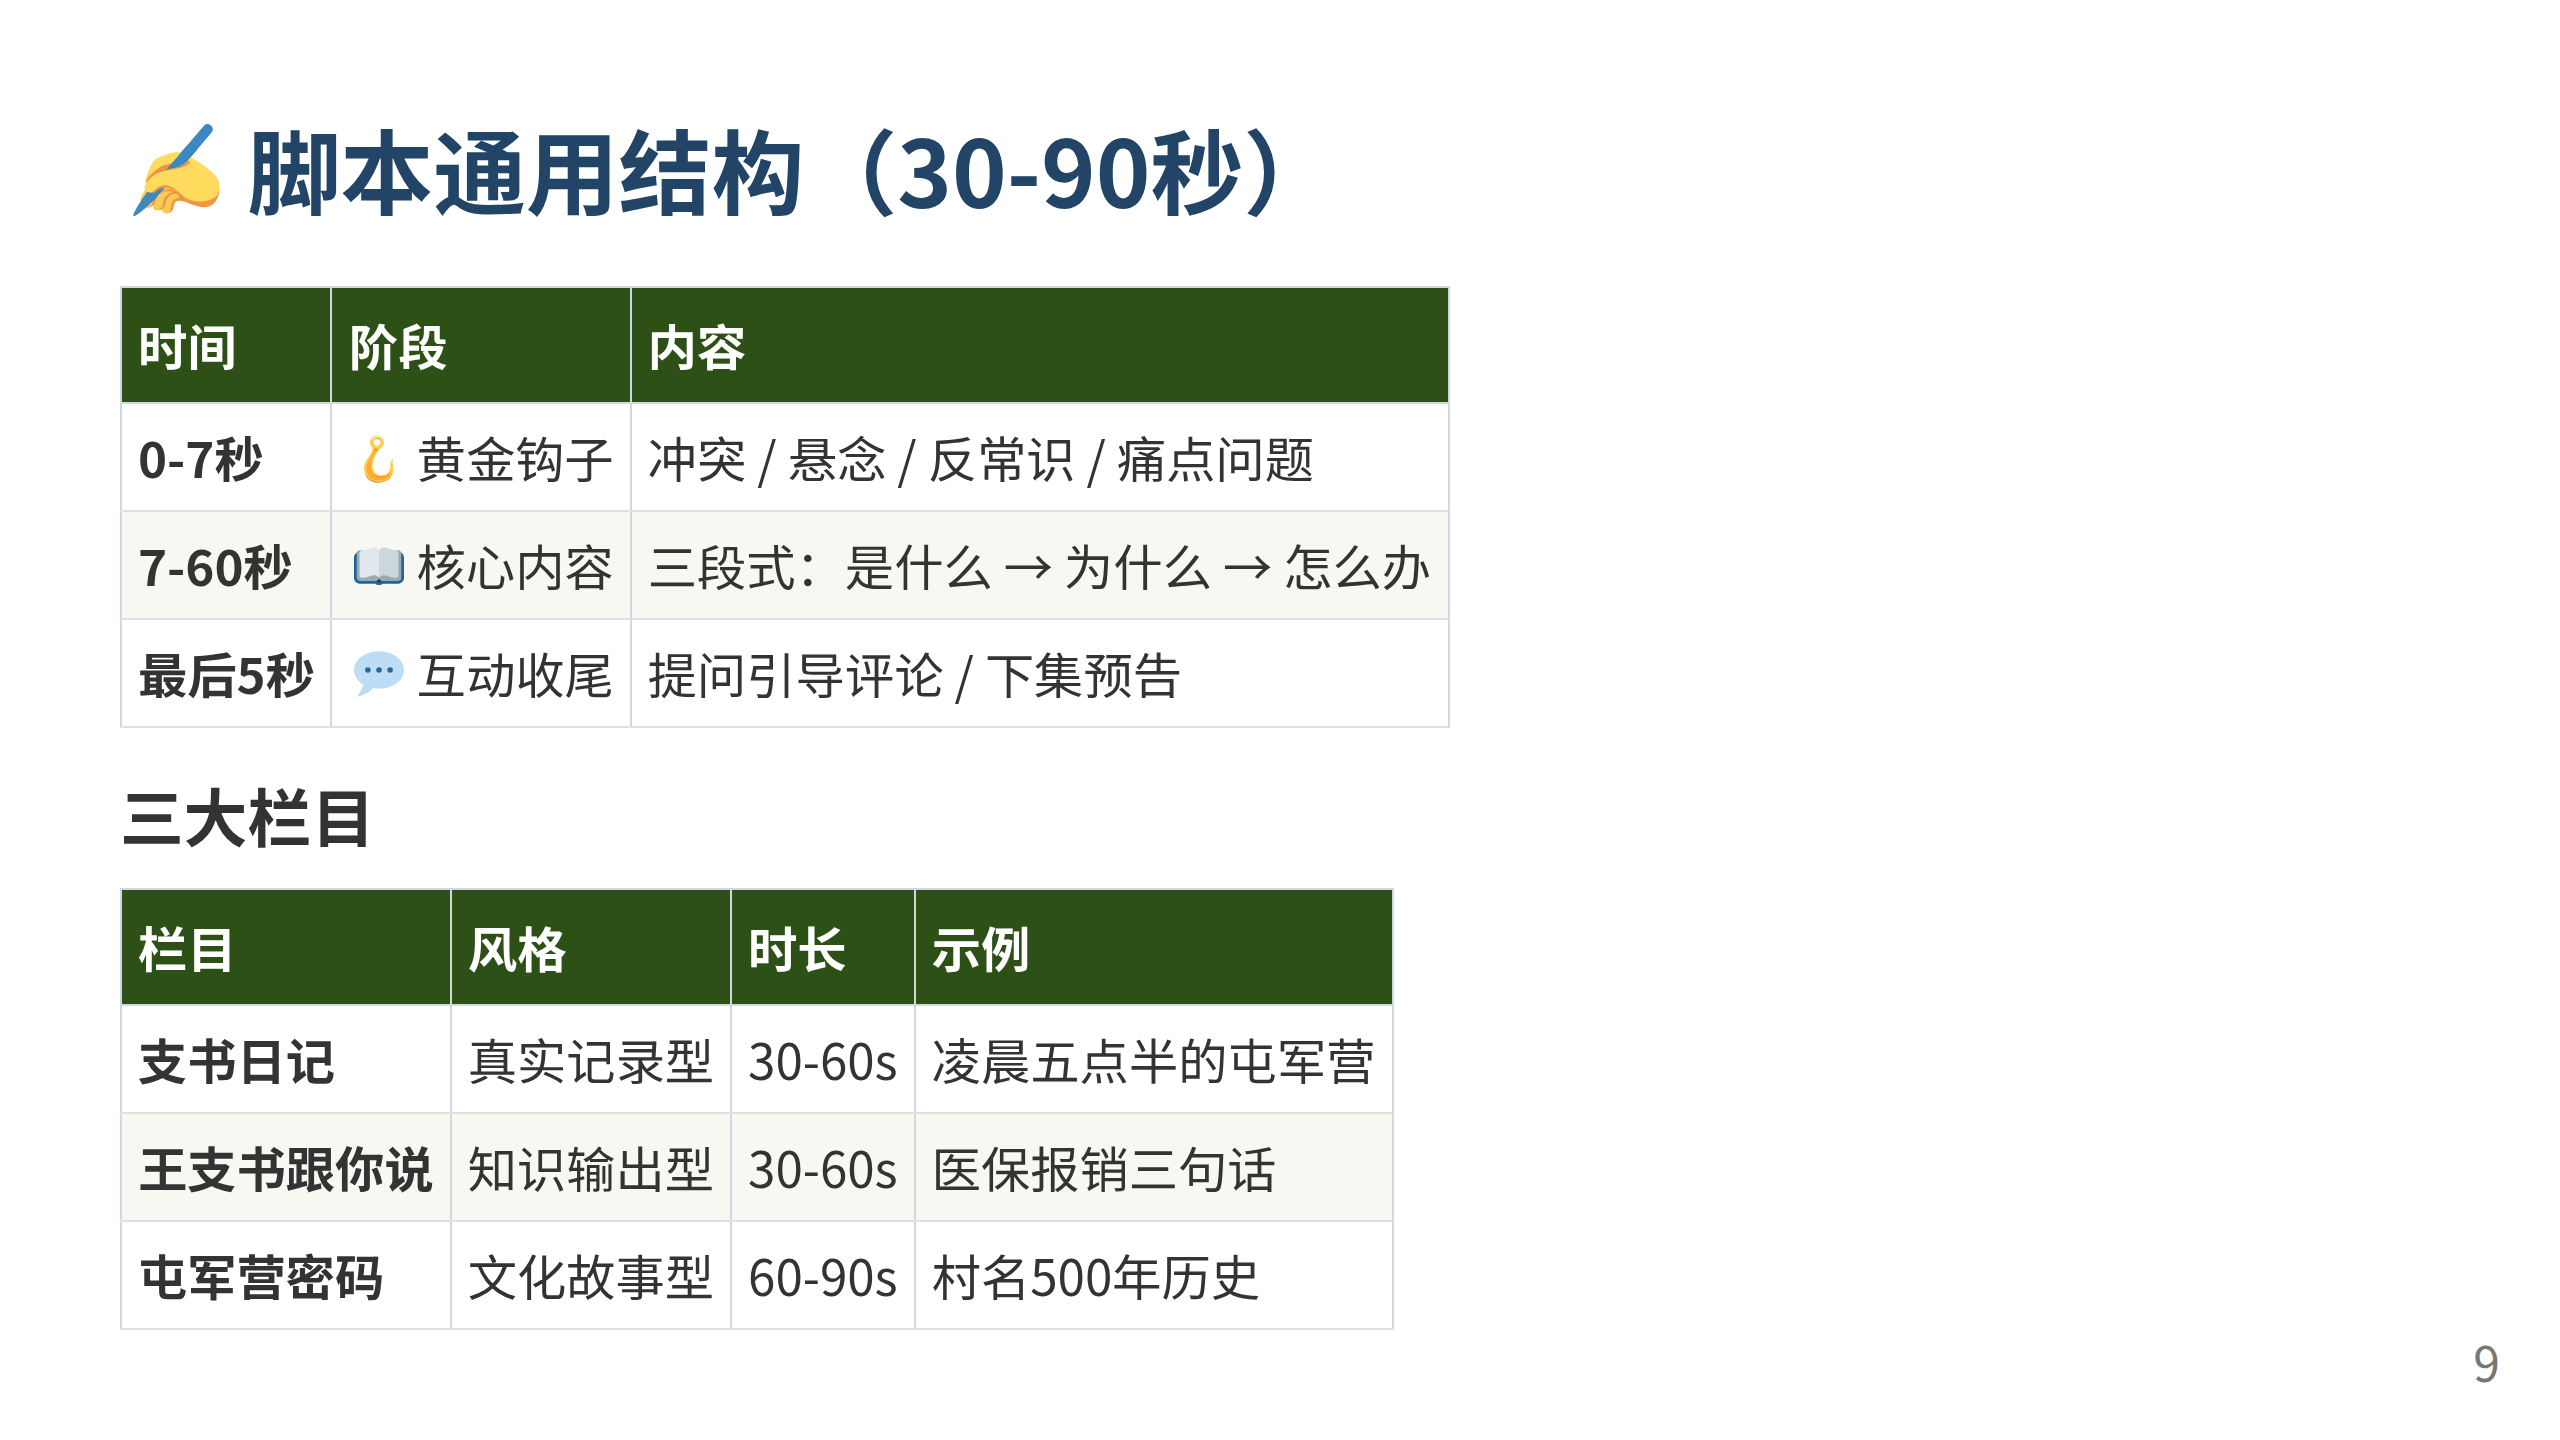 ✍️ 脚本通用结构（30-90秒）
时间 阶段 内容
0-7秒 🪝 黄金钩子 冲突 / 悬念 / 反常识 / 痛点问题
7-60秒 📖 核心内容 三段式：是什么 → 为什么 → 怎么办
最后5秒 💬 互动收尾 提问引导评论 / 下集预告
三大栏目
栏目 风格 时长 示例
支书日记 真实记录型 30-60s 凌晨五点半的屯军营
王支书跟你说 知识输出型 30-60s 医保报销三句话
屯军营密码 文化故事型 60-90s 村名500年历史
9